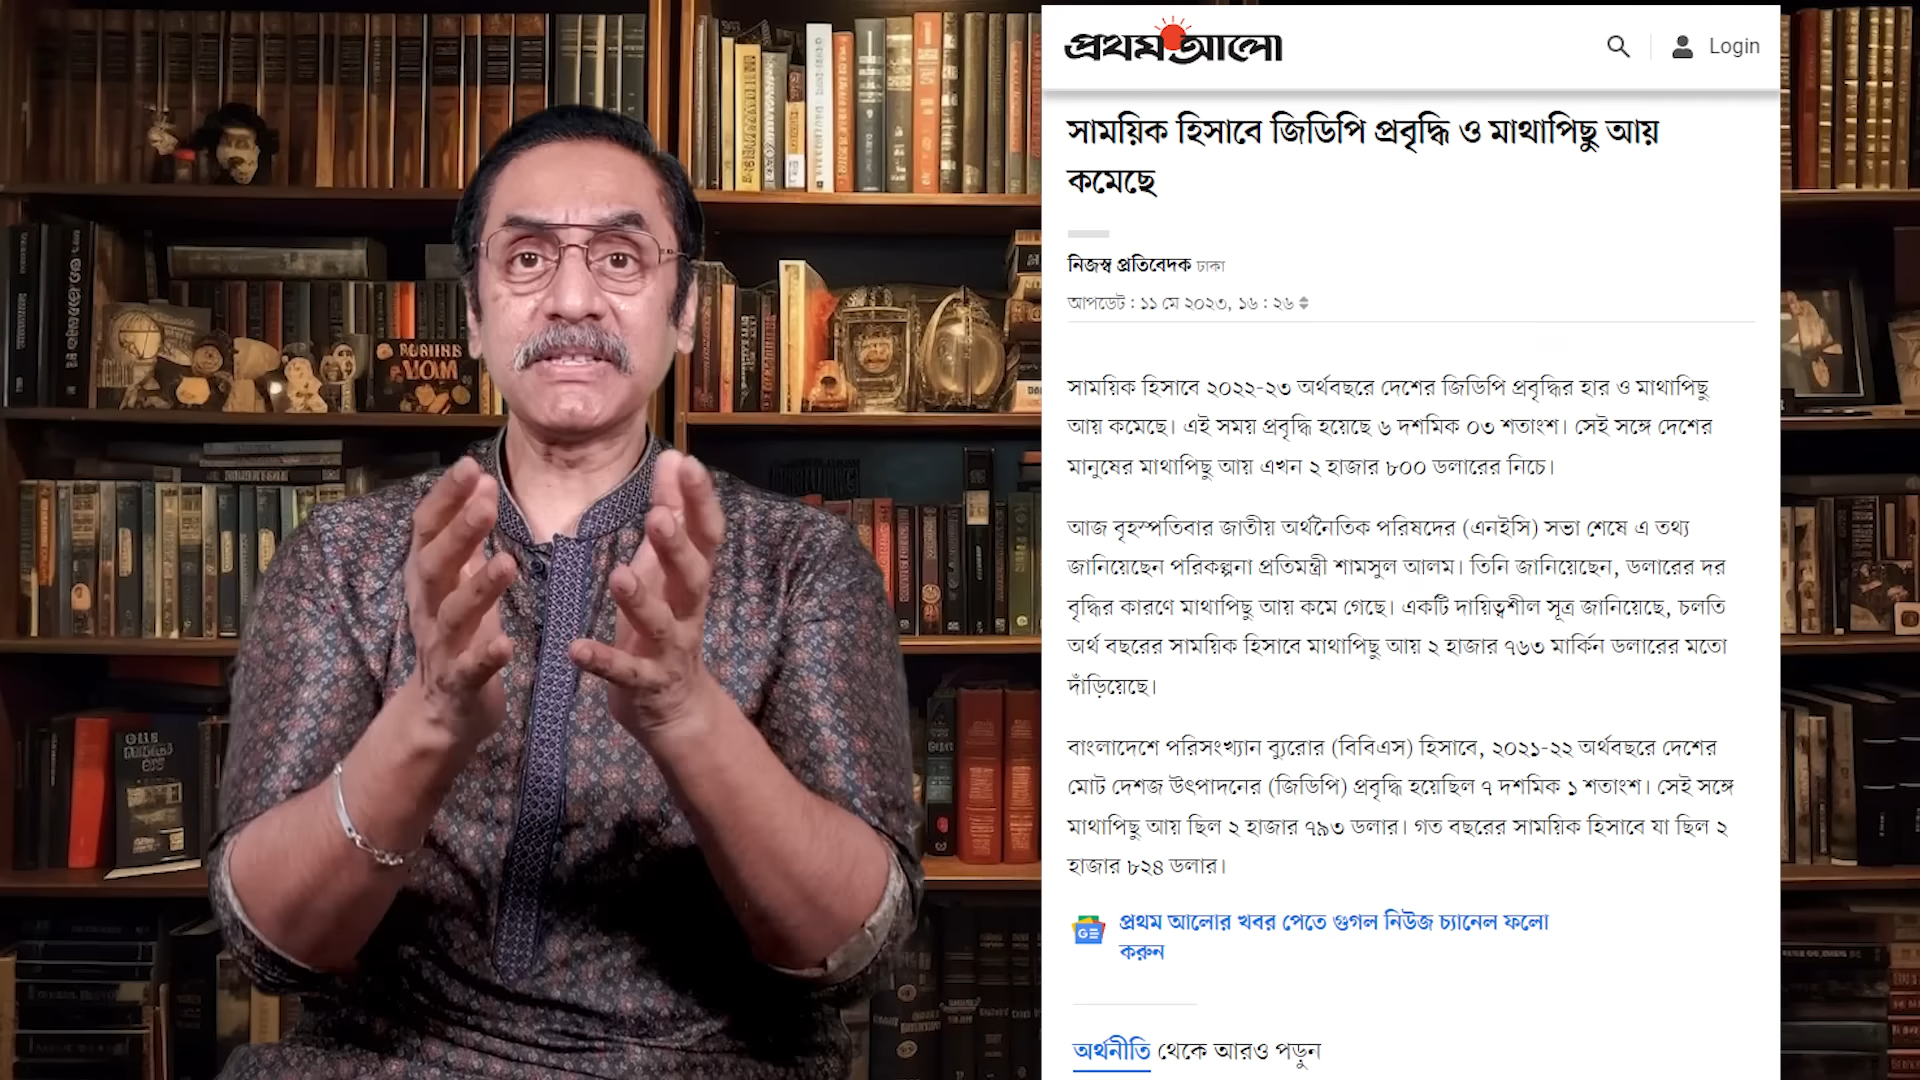 প্রথম আলো
Login
সাময়িক হিসাবে জিডিপি প্রবৃদ্ধি ও মাথাপিছু আয়
কমেছে
নিজস্ব প্রতিবেদক ঢাকা
আপডেট : ১১ মে ২০২৩, ১৬ : ২৬
সাময়িক হিসাবে ২০২২-২৩ অর্থবছরে দেশের জিডিপি প্রবৃদ্ধির হার ও মাথাপিছু
আয় কমেছে। এই সময় প্রবৃদ্ধি হয়েছে ৬ দশমিক ০৩ শতাংশ। সেই সঙ্গে দেশের
মানুষের মাথাপিছু আয় এখন ২ হাজার ৮০০ ডলারের নিচে।
আজ বৃহস্পতিবার জাতীয় অর্থনৈতিক পরিষদের (এনইসি) সভা শেষে এ তথ্য
জানিয়েছেন পরিকল্পনা প্রতিমন্ত্রী শামসুল আলম। তিনি জানিয়েছেন, ডলারের দর
বৃদ্ধির কারণে মাথাপিছু আয় কমে গেছে। একটি দায়িত্বশীল সূত্র জানিয়েছে, চলতি
অর্থ বছরের সাময়িক হিসাবে মাথাপিছু আয় ২ হাজার ৭৬৩ মার্কিন ডলারের মতো
দাঁড়িয়েছে।
বাংলাদেশে পরিসংখ্যান ব্যুরোর (বিবিএস) হিসাবে, ২০২১-২২ অর্থবছরে দেশের
মোট দেশজ উৎপাদনের (জিডিপি) প্রবৃদ্ধি হয়েছিল ৭ দশমিক ১ শতাংশ। সেই সঙ্গে
মাথাপিছু আয় ছিল ২ হাজার ৭৯৩ ডলার। গত বছরের সাময়িক হিসাবে যা ছিল ২
হাজার ৮২৪ ডলার।
প্রথম আলোর খবর পেতে গুগল নিউজ চ্যানেল ফলো
করুন
অর্থনীতি থেকে আরও পড়ুন